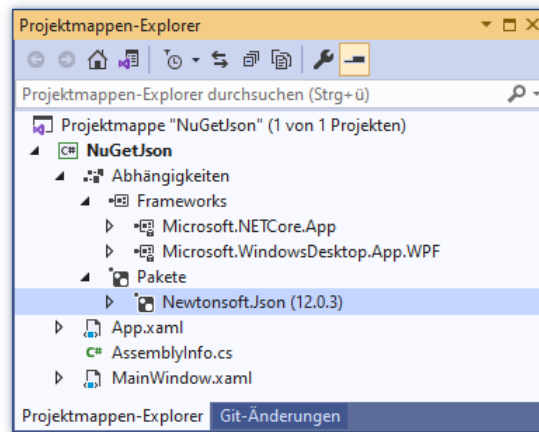 Projektmappen-Explorer
Projektmappen-Explorer durchsuchen (Strg+ü)
Projektmappe "NuGetJson" (1 von 1 Projekten)
C# NuGetJson
Abhängigkeiten
Frameworks
Microsoft.NETCore.App
Microsoft.WindowsDesktop.App.WPF
Pakete
Newtonsoft.Json (12.0.3)
App.xaml
C# AssemblyInfo.cs
MainWindow.xaml
Projektmappen-Explorer Git-Änderungen